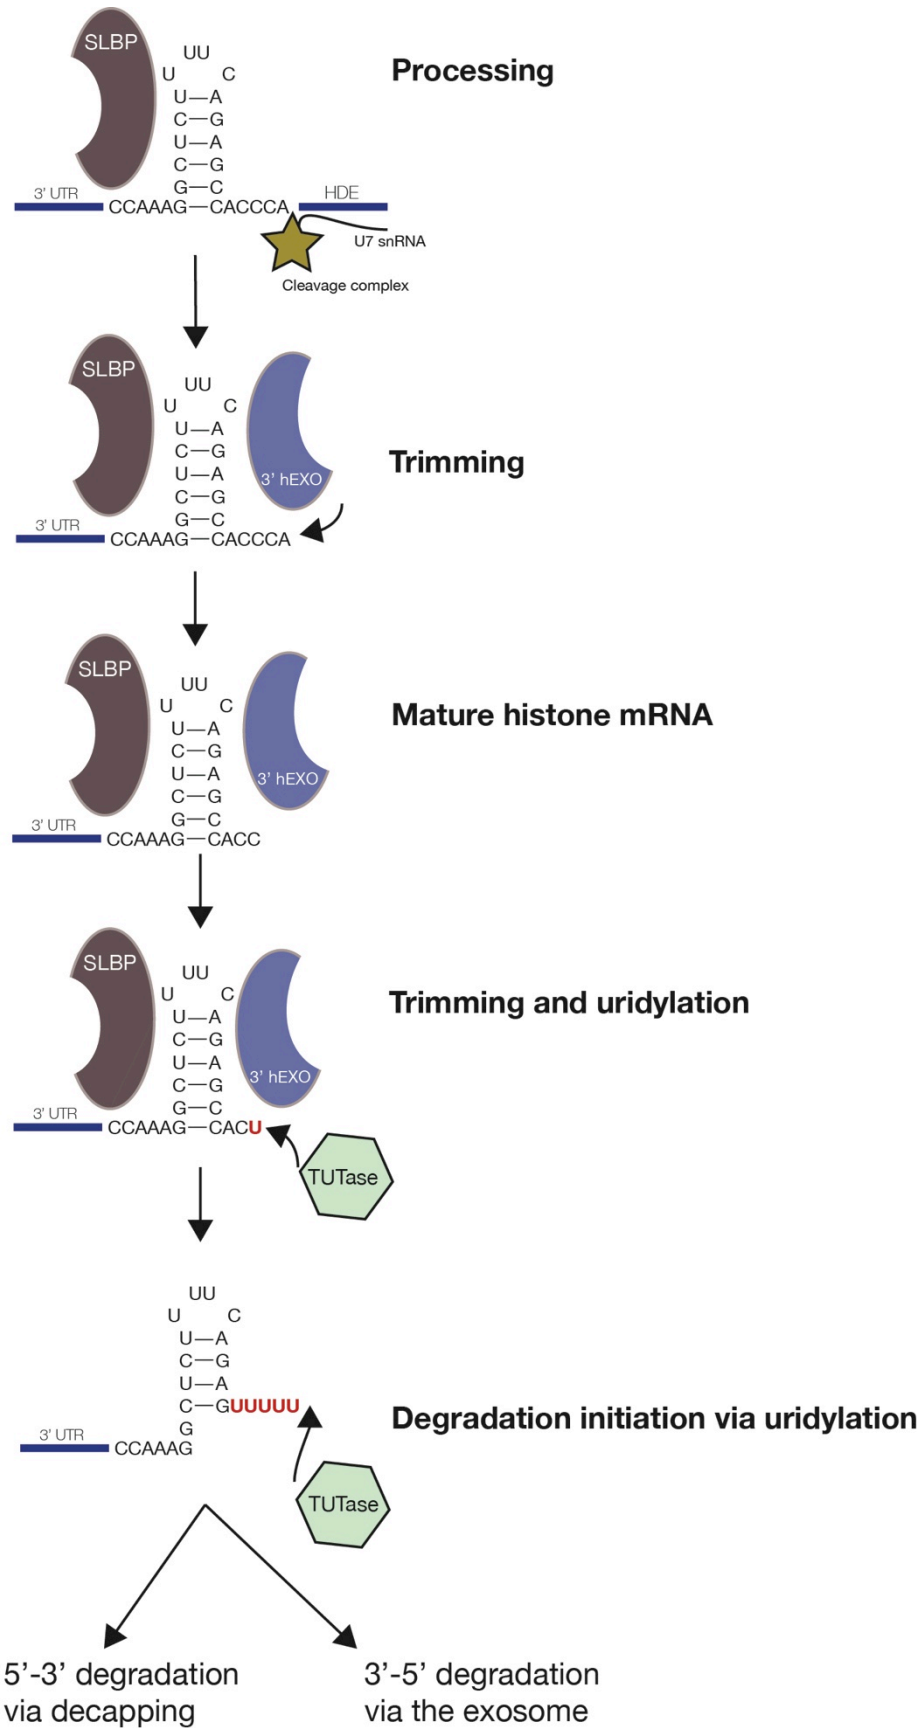 SLBP
Processing
UU
U C
U—A
C—G
U—A
C—G
G—C
3' UTR
HDE
CCAAAG—CACCCA
U7 snRNA
Cleavage complex
SLBP
UU
U C
U—A
C—G
U—A
C—G
G—C
3' hEXO
Trimming
3' UTR
CCAAAG—CACCCA
SLBP
UU
U C
U—A
C—G
U—A
C—G
G—C
3' hEXO
Mature histone mRNA
3' UTR
CCAAAG—CACC
SLBP
UU
U C
U—A
C—G
U—A
C—G
G—C
3' hEXO
Trimming and uridylation
3' UTR
CCAAAG—CACU
TUTase
UU
U C
U—A
C—G
U—A
C—GUUUUU
G
Degradation initiation via uridylation
3' UTR
CCAAAG
TUTase
5'-3' degradation
via decapping
3'-5' degradation
via the exosome